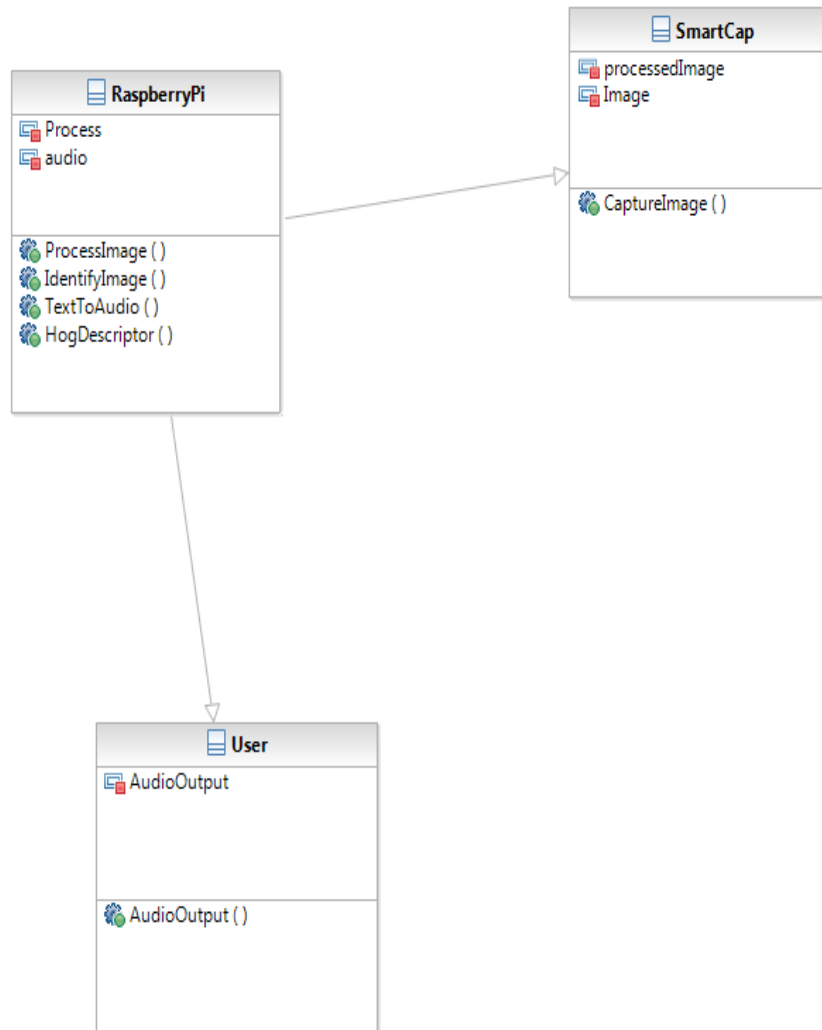 SmartCap
processedImage
Image
CaptureImage ( )
RaspberryPi
Process
audio
ProcessImage ( )
IdentifyImage ( )
TextToAudio ( )
HogDescriptor ( )
User
AudioOutput
AudioOutput ( )